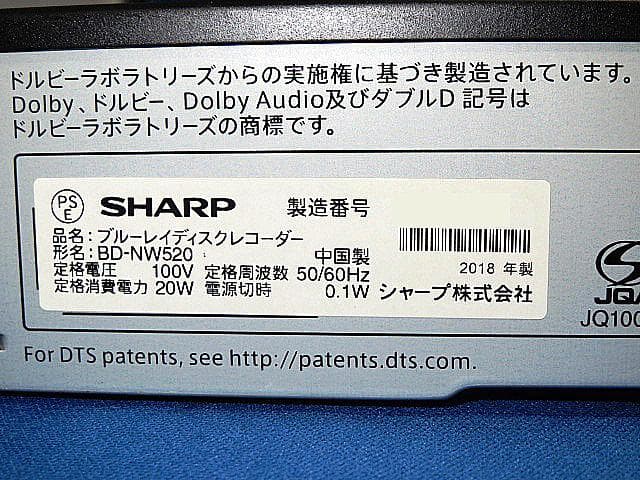 ドルビーラボラトリーズからの実施権に基づき製造されています。
Dolby、ドルビー、Dolby Audio及びダブルD 記号は
ドルビーラボラトリーズの商標です。
PS
E
SHARP 製造番号
品名：ブルーレイディスクレコーダー
形名：BD-NW520 中国製
定格電圧 100V 定格周波数 50/60Hz 2018 年製
定格消費電力 20W 電源切時 0.1W シャープ株式会社
JQA
JQ100
For DTS patents, see http://patents.dts.com.